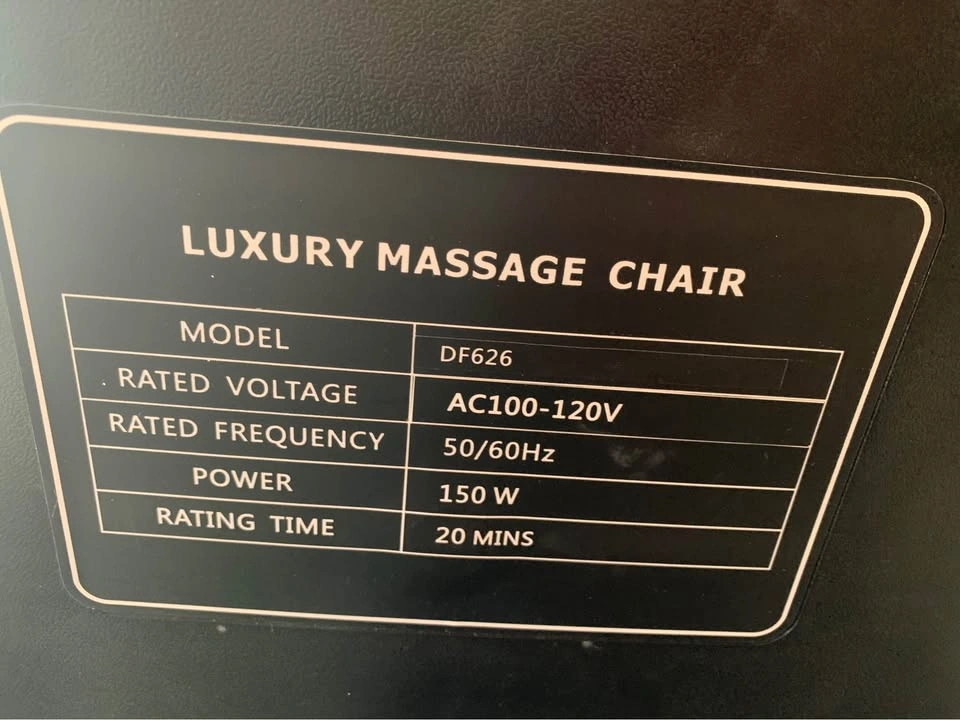 LUXURY MASSAGE CHAIR
MODEL DF626
RATED VOLTAGE AC100-120V
RATED FREQUENCY 50/60Hz
POWER 150 W
RATING TIME 20 MINS